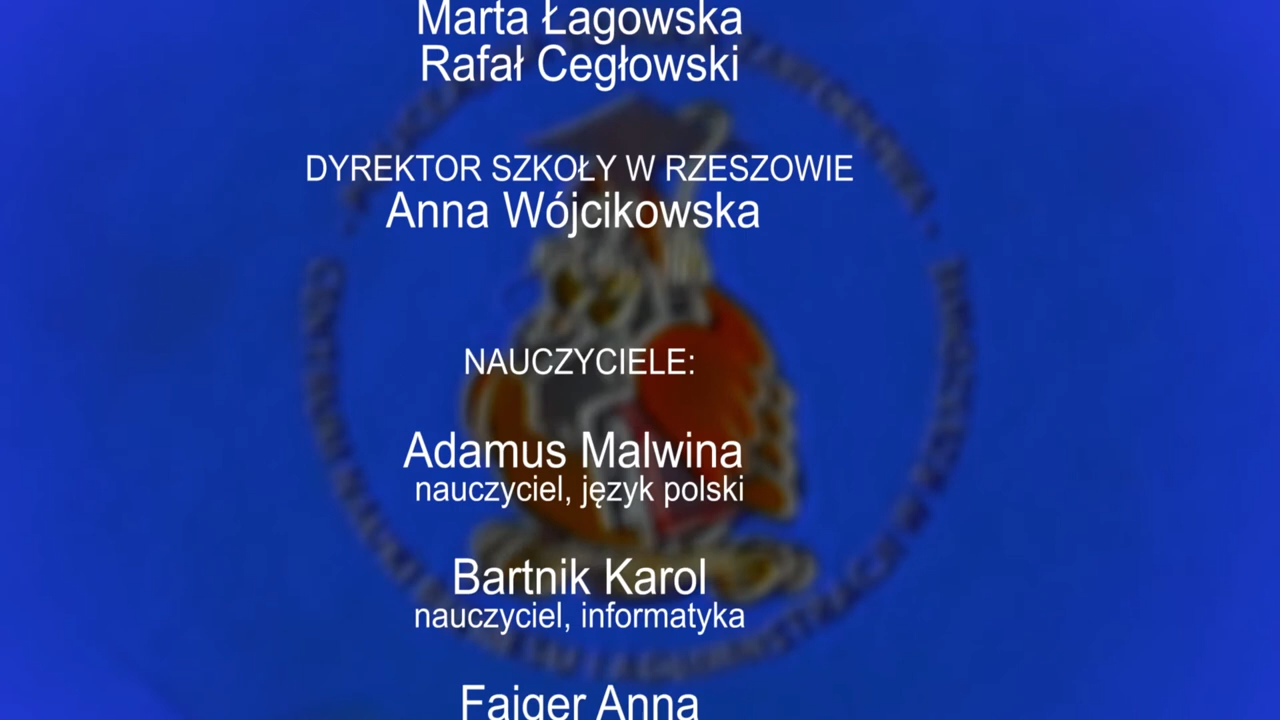 Marta Łagowska
Rafał Cegłowski
DYREKTOR SZKOŁY W RZESZOWIE
Anna Wójcikowska
NAUCZYCIELE:
Adamus Malwina
nauczyciel, język polski
Bartnik Karol
nauczyciel, informatyka
Anna